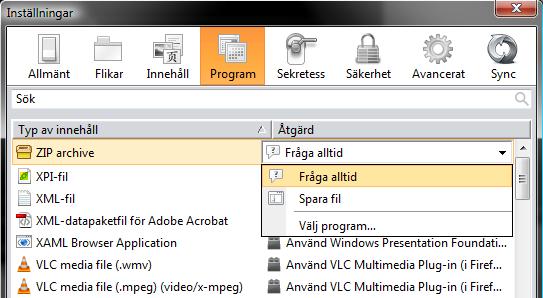 Inställningar
Allmänt Flikar Innehåll Program Sekretess Säkerhet Avancerat Sync
Sök
Typ av innehåll Åtgärd
ZIP archive Fråga alltid
XPI-fil Fråga alltid
XML-fil Spara fil
XML-datapaketfil för Adobe Acrobat Välj program...
XAML Browser Application Använd Windows Presentation Foundati...
VLC media file (.wmv) Använd VLC Multimedia Plug-in (i Firef...
VLC media file (.mpeg) (video/x-mpeg) Använd VLC Multimedia Plug-in (i Firef...